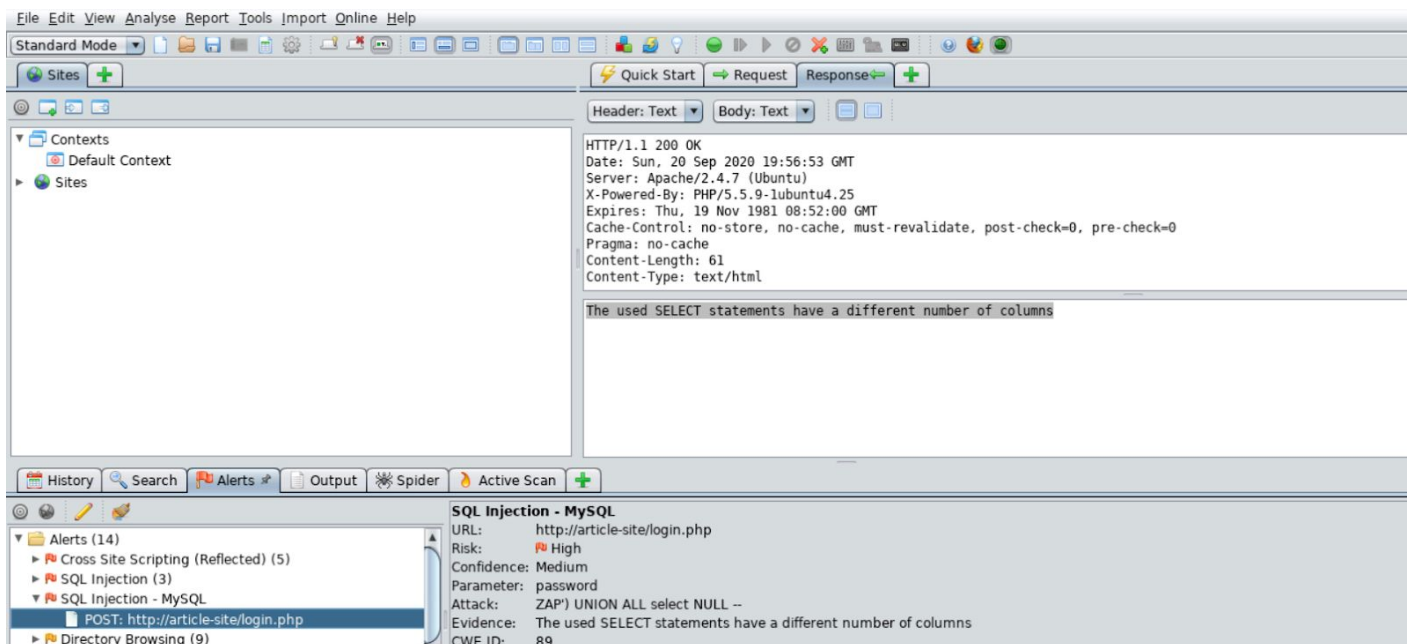 File Edit View Analyse Report Tools Import Online Help
Standard Mode
Sites
Quick Start Request Response
Header: Text Body: Text
Contexts
Default Context
Sites
HTTP/1.1 200 OK
Date: Sun, 20 Sep 2020 19:56:53 GMT
Server: Apache/2.4.7 (Ubuntu)
X-Powered-By: PHP/5.5.9-1ubuntu4.25
Expires: Thu, 19 Nov 1981 08:52:00 GMT
Cache-Control: no-store, no-cache, must-revalidate, post-check=0, pre-check=0
Pragma: no-cache
Content-Length: 61
Content-Type: text/html
The used SELECT statements have a different number of columns
History Search Alerts Output Spider Active Scan
Alerts (14)
Cross Site Scripting (Reflected) (5)
SQL Injection (3)
SQL Injection - MySQL
POST: http://article-site/login.php
Directory Browsing (9)
SQL Injection - MySQL
URL: http://article-site/login.php
Risk: High
Confidence: Medium
Parameter: password
Attack: ZAP') UNION ALL select NULL --
Evidence: The used SELECT statements have a different number of columns
CWE ID: 89